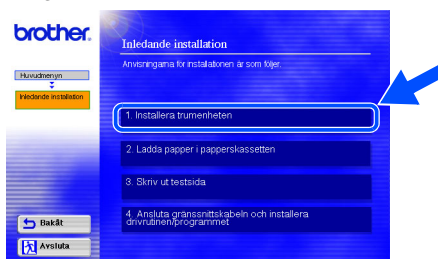 brother.
Huvudmenyn
Inledande installation
Inledande installation
Anvisningarna för installationen är som följer.
1. Installera trumenheten
2. Ladda papper i papperskassetten
3. Skriv ut testsida
4. Ansluta gränssnittskabeln och installera
drivrutinen/programmet
Bakåt
Avsluta